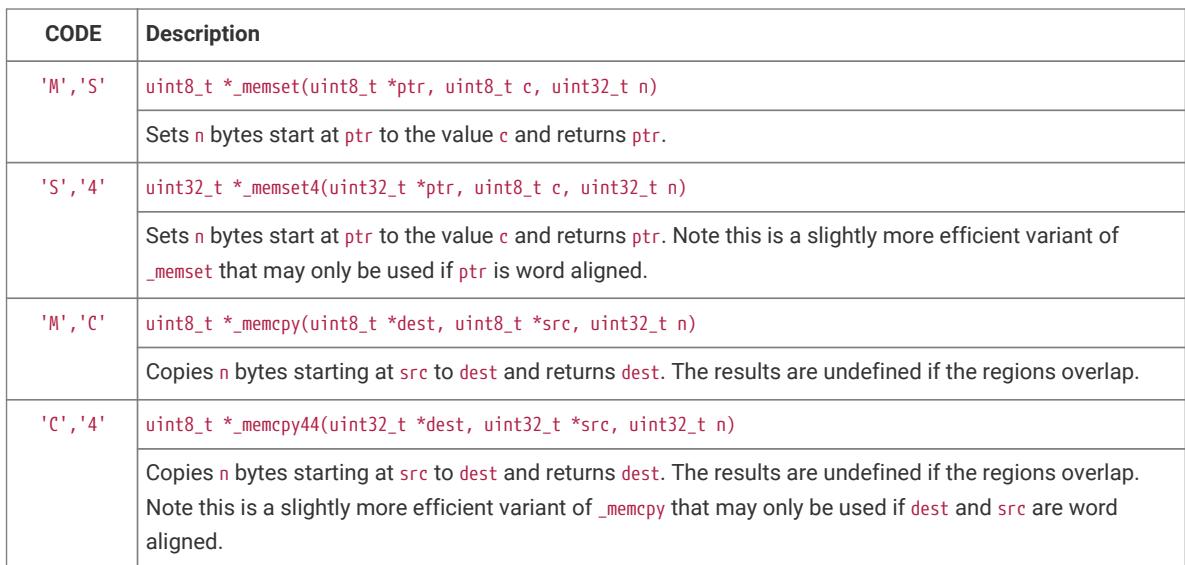 CODE Description
'M','S' uint8_t *_memset(uint8_t *ptr, uint8_t c, uint32_t n)
Sets n bytes start at ptr to the value c and returns ptr.
'S','4' uint32_t *_memset4(uint32_t *ptr, uint8_t c, uint32_t n)
Sets n bytes start at ptr to the value c and returns ptr. Note this is a slightly more efficient variant of
_memset that may only be used if ptr is word aligned.
'M','C' uint8_t *_memcpy(uint8_t *dest, uint8_t *src, uint32_t n)
Copies n bytes starting at src to dest and returns dest. The results are undefined if the regions overlap.
'C','4' uint8_t *_memcpy44(uint32_t *dest, uint32_t *src, uint32_t n)
Copies n bytes starting at src to dest and returns dest. The results are undefined if the regions overlap.
Note this is a slightly more efficient variant of _memcpy that may only be used if dest and src are word
aligned.